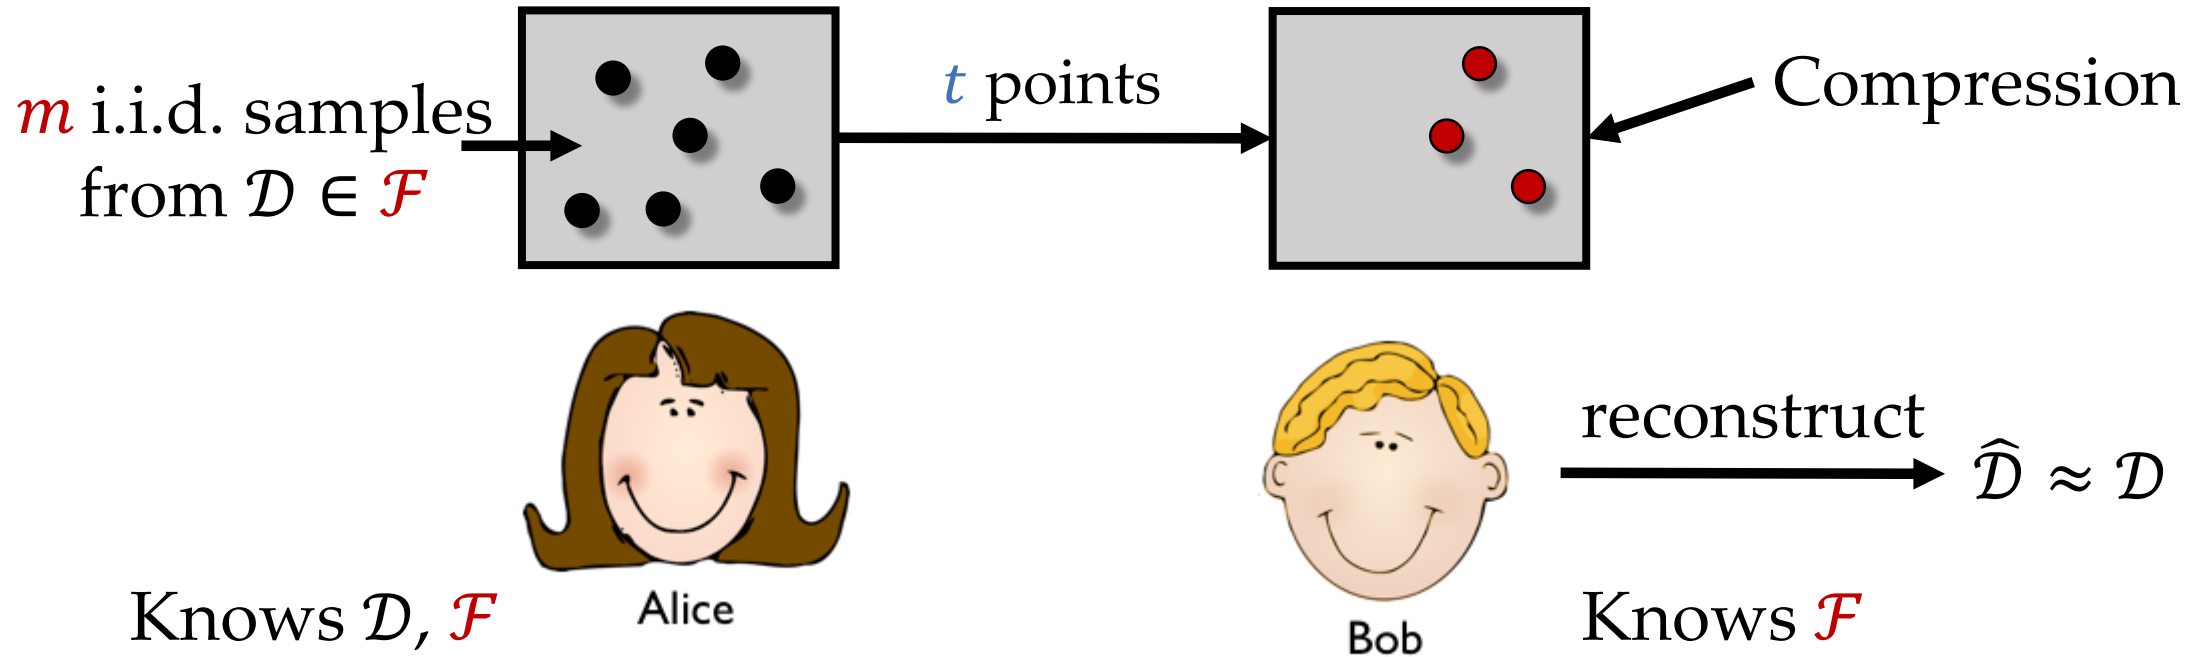 m i.i.d. samples
from 𝒟 ∈ ℱ
t points
Compression
reconstruct
𝒟̂ ≈ 𝒟
Knows 𝒟, ℱ
Alice
Bob
Knows ℱ